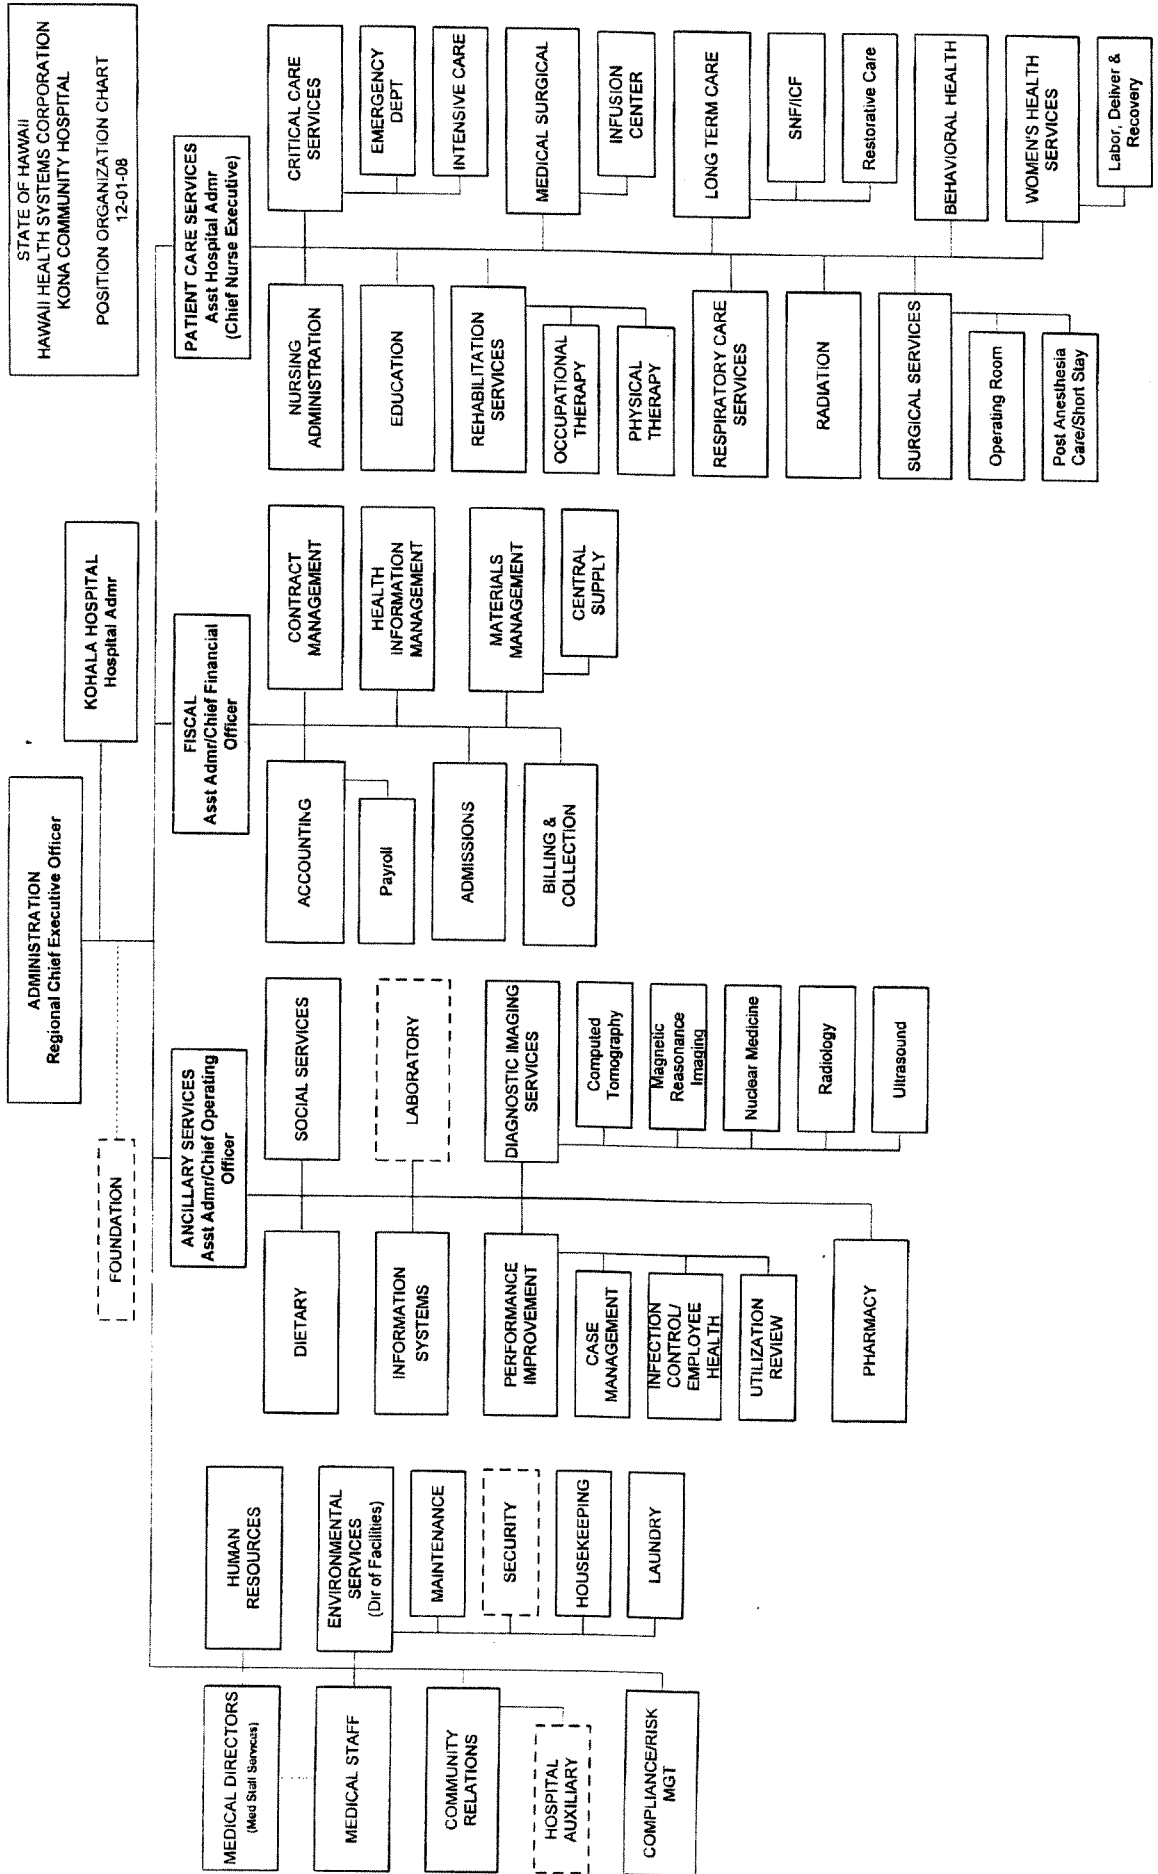 STATE OF HAWAII
HAWAII HEALTH SYSTEMS CORPORATION
KONA COMMUNITY HOSPITAL
POSITION ORGANIZATION CHART
12-01-08
ADMINISTRATION
Regional Chief Executive Officer
KOHALA HOSPITAL
Hospital Admr
FOUNDATION
MEDICAL DIRECTORS
(Med Staff Services)
HUMAN
RESOURCES
MEDICAL STAFF
ENVIRONMENTAL
SERVICES
(Dir of Facilities)
MAINTENANCE
SECURITY
HOUSEKEEPING
LAUNDRY
COMMUNITY
RELATIONS
HOSPITAL
AUXILIARY
COMPLIANCE/RISK
MGT
ANCILLARY SERVICES
Asst Admr/Chief Operating
Officer
DIETARY
SOCIAL SERVICES
INFORMATION
SYSTEMS
LABORATORY
PERFORMANCE
IMPROVEMENT
CASE
MANAGEMENT
INFECTION
CONTROL/
EMPLOYEE
HEALTH
UTILIZATION
REVIEW
DIAGNOSTIC IMAGING
SERVICES
Computed
Tomography
Magnetic
Reasonance
Imaging
Nuclear Medicine
Radiology
Ultrasound
PHARMACY
FISCAL
Asst Admr/Chief Financial
Officer
ACCOUNTING
Payroll
CONTRACT
MANAGEMENT
HEALTH
INFORMATION
MANAGEMENT
ADMISSIONS
MATERIALS
MANAGEMENT
CENTRAL
SUPPLY
BILLING &
COLLECTION
PATIENT CARE SERVICES
Asst Hospital Admr
(Chief Nurse Executive)
NURSING
ADMINISTRATION
CRITICAL CARE
SERVICES
EMERGENCY
DEPT
INTENSIVE CARE
EDUCATION
REHABILITATION
SERVICES
OCCUPATIONAL
THERAPY
PHYSICAL
THERAPY
MEDICAL SURGICAL
INFUSION
CENTER
RESPIRATORY CARE
SERVICES
LONG TERM CARE
SNF/ICF
Restorative Care
RADIATION
SURGICAL SERVICES
Operating Room
Post Anesthesia
Care/Short Stay
BEHAVIORAL HEALTH
WOMEN'S HEALTH
SERVICES
Labor, Deliver &
Recovery